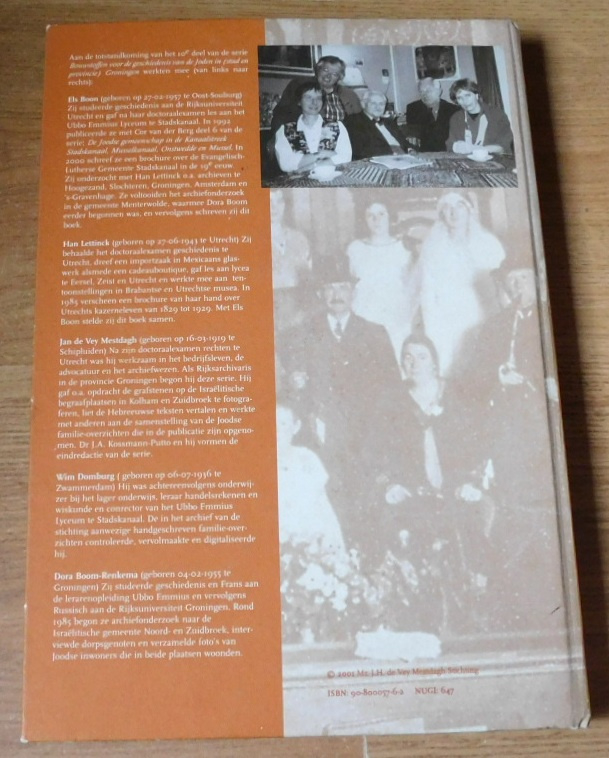 Aan de totstandkoming van het 10e deel van de serie
Bouwstoffen voor de geschiedenis van de Joden in (stad en
provincie) Groningen werkten mee (van links naar
rechts):
Els Boon (geboren op 27-02-1957 te Oost-Souburg)
Zij studeerde geschiedenis aan de Rijksuniversiteit
Utrecht en gaf na haar doctoraalexamen les aan het
Ubbo Emmius Lyceum te Stadskanaal. In 1992
publiceerde ze met Cor van der Berg deel 6 van de
serie: De Joodse gemeenschap in de Kanaalstreek
Stadskanaal, Musselkanaal, Onstwedde en Mussel. In
2000 schreef ze een brochure over de Evangelisch-
Lutherse Gemeente Stadskanaal in de 19e eeuw.
Zij onderzocht met Han Lettinck o.a. archieven te
Hoogezand, Slochteren, Groningen, Amsterdam en
's-Gravenhage. Ze voltooiden het archiefonderzoek
in de gemeente Menterwolde, waarmee Dora Boom
eerder begonnen was, en vervolgens schreven zij dit
boek.
Han Lettinck (geboren op 27-06-1943 te Utrecht) Zij
behaalde het doctoraalexamen geschiedenis te
Utrecht, dreef een importzaak in Mexicaans glas-
werk alsmede een cadeauboutique, gaf les aan lycea
te Eersel, Zeist en Utrecht en werkte mee aan ten-
toonstellingen in Brabantse en Utrechtse musea. In
1985 verscheen een brochure van haar hand over
Utrechts kazerneleven van 1829 tot 1929. Met Els
Boon stelde zij dit boek samen.
Jan de Vey Mestdagh (geboren op 16-03-1919 te
Schipluiden) Na zijn doctoraalexamen rechten te
Utrecht was hij werkzaam in het bedrijfsleven, de
advocatuur en het archiefwezen. Als Rijksarchivaris
in de provincie Groningen begon hij deze serie. Hij
gaf o.a. opdracht de grafstenen op de Israëlitische
begraafplaatsen in Kolham en Zuidbroek te fotogra-
feren, liet de Hebreeuwse teksten vertalen en werkte
met anderen aan de samenstelling van de Joodse
familie-overzichten die in de publicatie zijn opgeno-
men. Dr J.A. Kossmann-Putto en hij vormen de
eindredactie van de serie.
Wim Domburg ( geboren op 06-07-1936 te
Zwammerdam) Hij was achtereenvolgens onderwij-
zer bij het lager onderwijs, leraar handelsrekenen en
wiskunde en conrector van het Ubbo Emmius
Lyceum te Stadskanaal. De in het archief van de
stichting aanwezige handgeschreven familie-over-
zichten controleerde, vervolmaakte en digitaliseerde
hij.
Dora Boom-Renkema (geboren 04-02-1955 te
Groningen) Zij studeerde geschiedenis en Frans aan
de lerarenopleiding Ubbo Emmius en vervolgens
Russisch aan de Rijksuniversiteit Groningen. Rond
1985 begon ze archiefonderzoek naar de
Israëlitische gemeente Noord- en Zuidbroek, inter-
viewde dorpsgenoten en verzamelde foto's van
Joodse inwoners die in beide plaatsen woonden.
© 2001 Mr. J.H. de Vey Mestdagh Stichting
ISBN: 90-800057-6-2 NUGI: 647